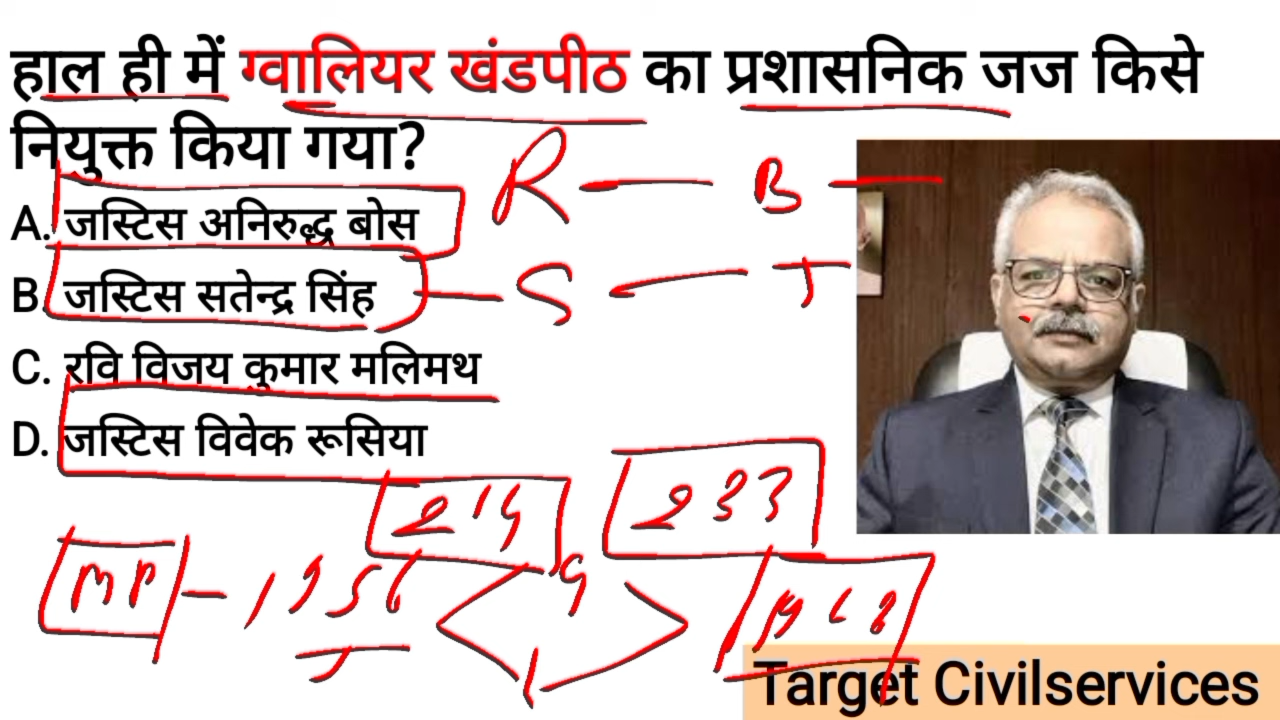 हाल ही में ग्वालियर खंडपीठ का प्रशासनिक जज किसे
नियुक्त किया गया?
A. जस्टिस अनिरुद्ध बोस
R B
B. जस्टिस सतेन्द्र सिंह
S T
C. रवि विजय कुमार मलिमथ
D. जस्टिस विवेक रूसिया
233
MP - 1956
Target Civilservices